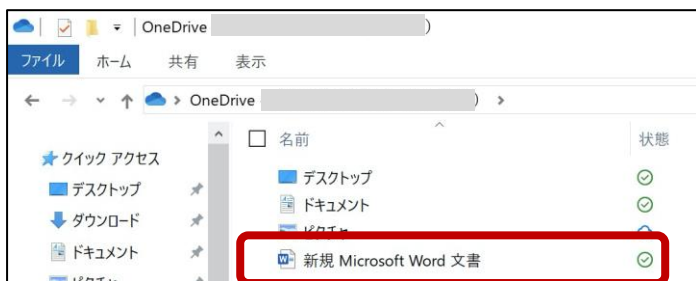 OneDrive )
ファイル ホーム 共有 表示
OneDrive )
名前 状態
クイック アクセス
デスクトップ
ダウンロード
ドキュメント
デスクトップ
ドキュメント
新規 Microsoft Word 文書